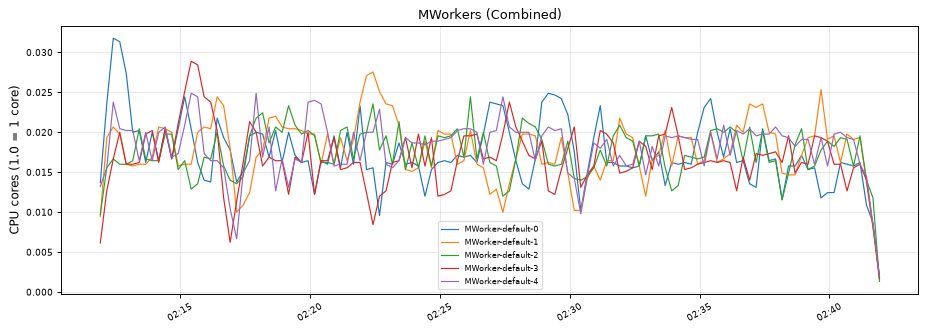 MWorkers (Combined)
CPU cores (1.0 = 1 core)
0.030
0.025
0.020
0.015
0.010
0.005
0.000
MWorker-default-0
MWorker-default-1
MWorker-default-2
MWorker-default-3
MWorker-default-4
02:15
02:20
02:25
02:30
02:35
02:40